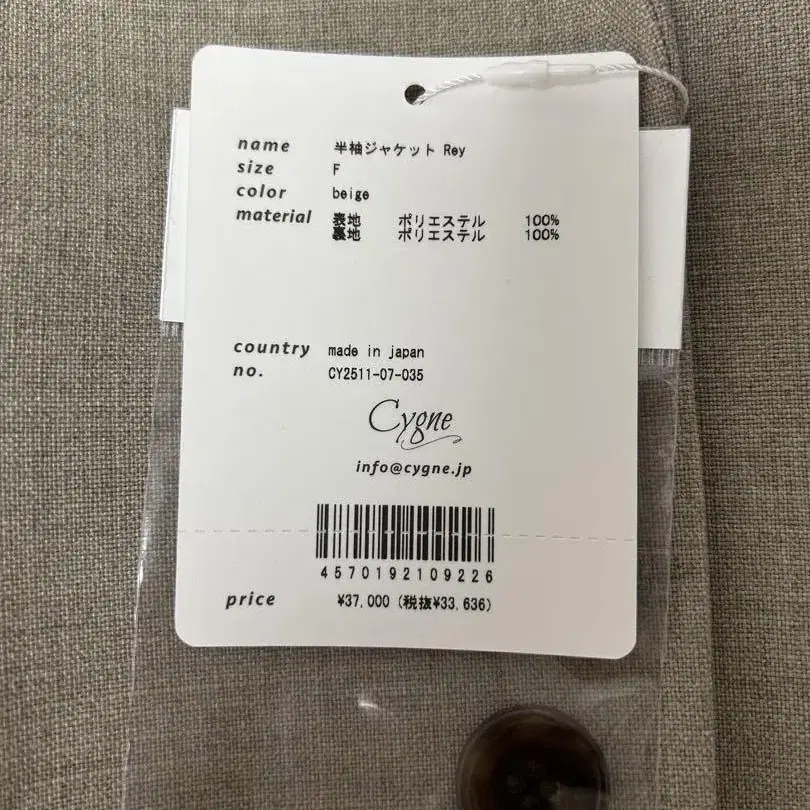 name 半袖ジャケット Rey
size F
color beige
material 表地 ポリエステル 100%
裏地 ポリエステル 100%
country made in japan
no. CY2511-07-035
Cygne
info@cygne.jp
4570192109226
price ¥37,000 (税抜¥33,636)